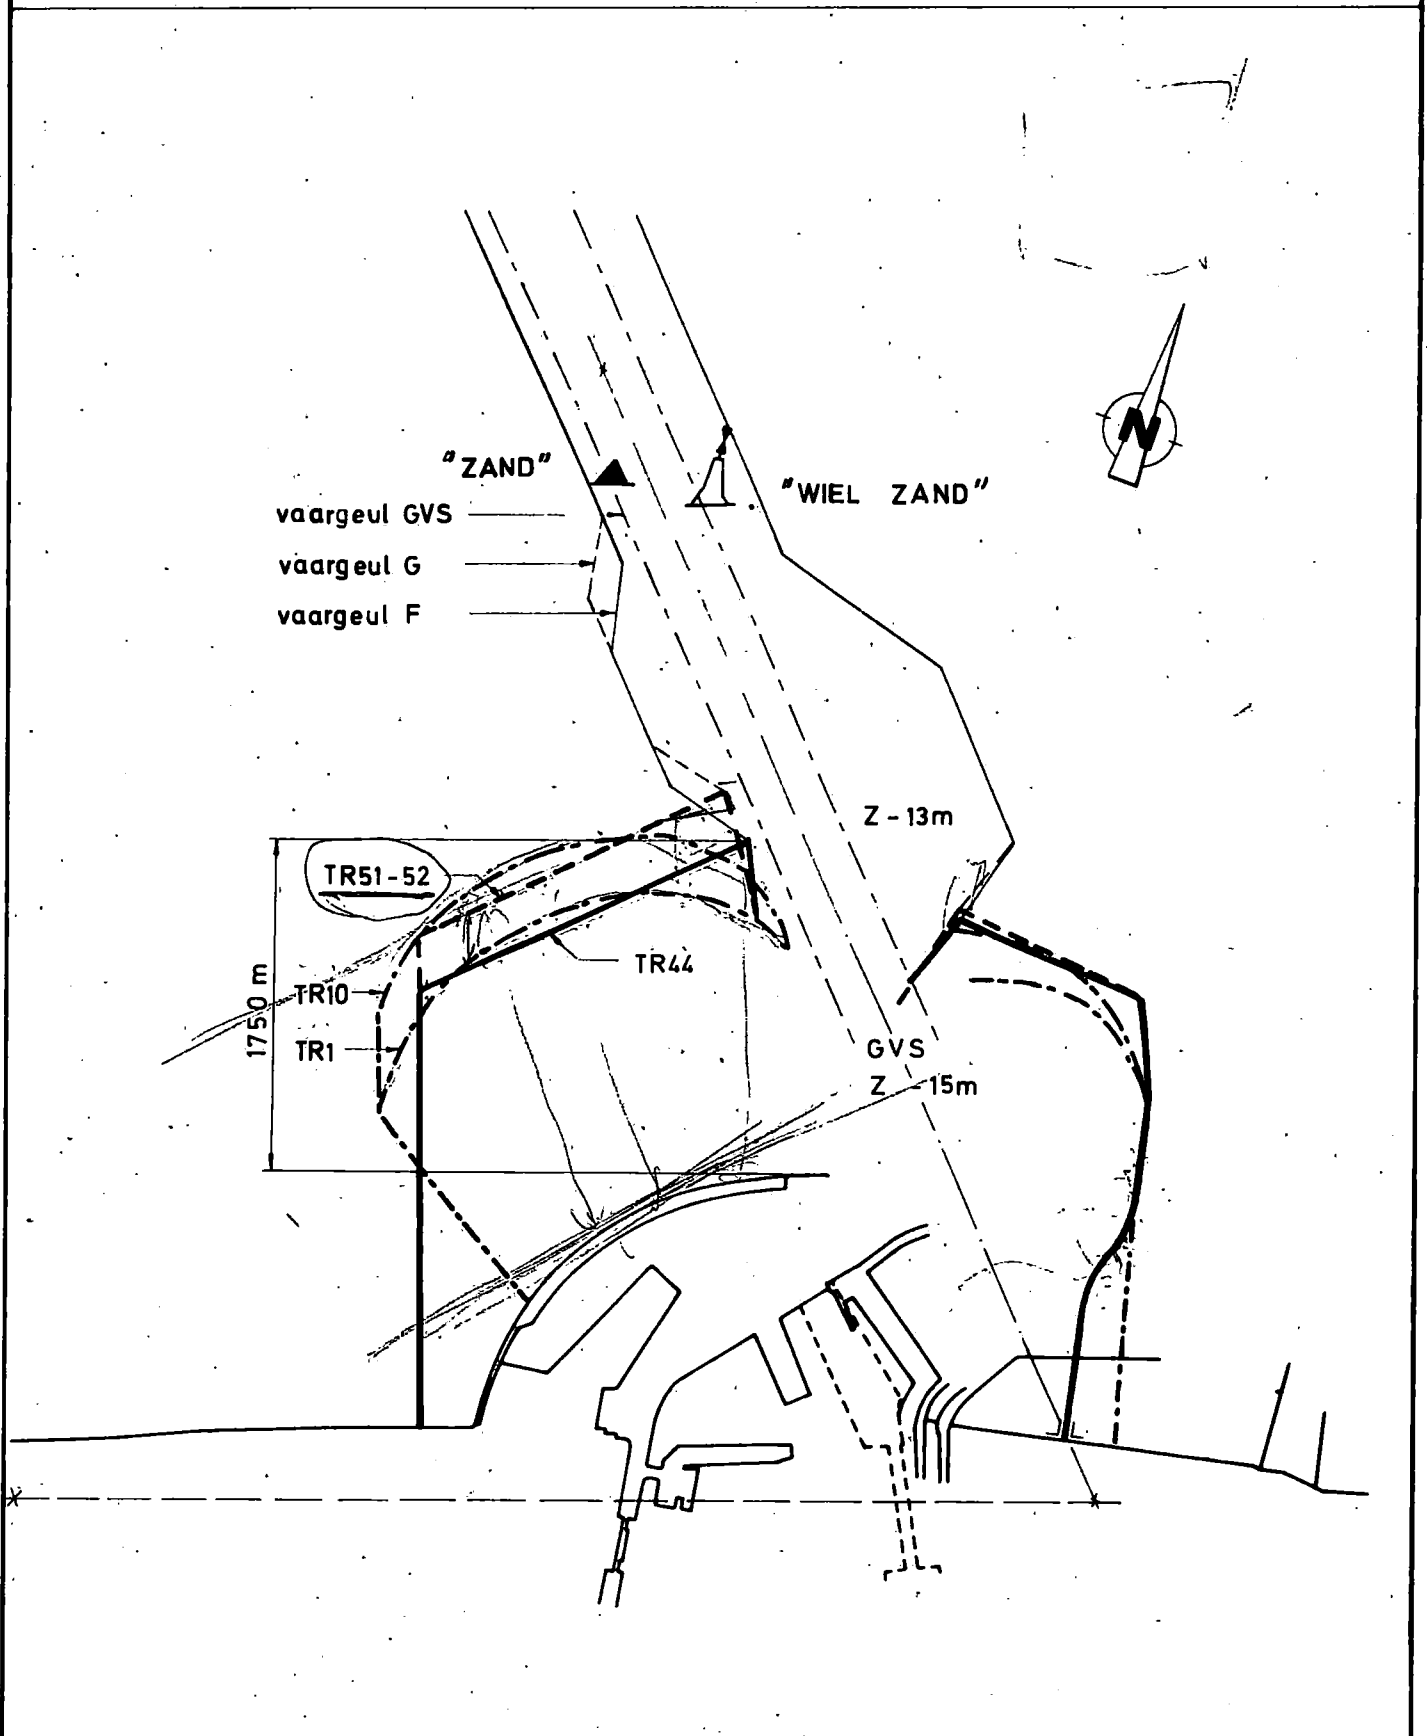 N
"ZAND"
"WIEL ZAND"
vaargeul GVS
vaargeul G
vaargeul F
Z - 13m
TR51-52
TR44
1750 m
TR10
TR1
GVS
Z - 15m